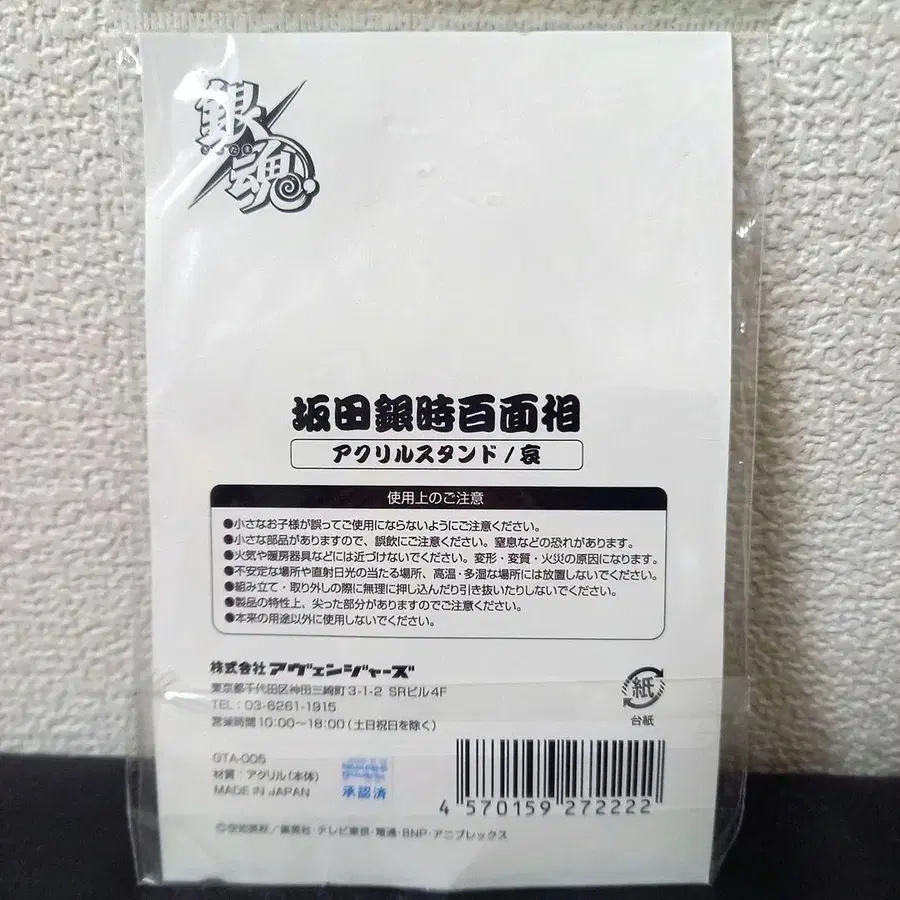 銀魂
ぎんたま
坂田銀時百面相
アクリルスタンド/哀
使用上のご注意
●小さなお子様が誤ってご使用にならないようにご注意ください。
●小さな部品がありますので、誤飲にご注意ください。窒息などの恐れがあります。
●火気や暖房器具などには近づけないでください。変形・変質・火災の原因になります。
●不安定な場所や直射日光の当たる場所、高温・多湿な場所には放置しないでください。
●組み立て・取り外しの際に無理に押し込んだり引き抜いたりしないでください。
●製品の特性上、尖った部分がありますのでご注意ください。
●本来の用途以外に使用しないでください。
株式会社アヴェンジャーズ
東京都千代田区神田三崎町3-1-2 SRビル4F
TEL:03-6261-1915
営業時間10:00～18:00(土日祝日を除く)
紙
台紙
GTA-005
材質:アクリル(本体)
MADE IN JAPAN
承認済
4 570159 272222
©空知英秋/集英社・テレビ東京・電通・BNP・アニプレックス